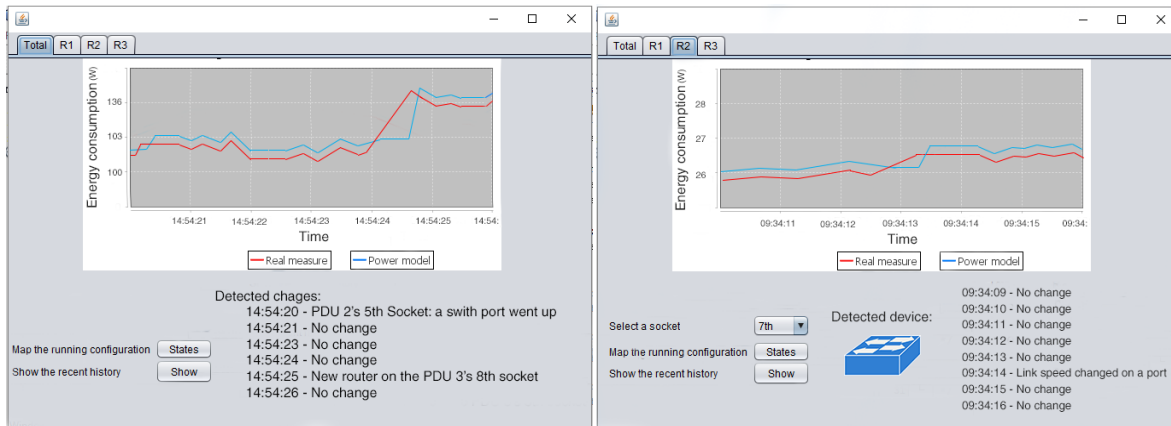 Total R1 R2 R3
Energy consumption (W)
136
103
100
14:54:21 14:54:22 14:54:23 14:54:24 14:54:25 14:54:
Time
Real measure Power model
Detected chages:
14:54:20 - PDU 2's 5th Socket: a swith port went up
14:54:21 - No change
14:54:23 - No change
14:54:24 - No change
14:54:25 - New router on the PDU 3's 8th socket
14:54:26 - No change
Map the running configuration States
Show the recent history Show
Total R1 R2 R3
Energy consumption (W)
28
27
26
09:34:11 09:34:12 09:34:13 09:34:14 09:34:15 09:34:
Time
Real measure Power model
Select a socket 7th
Map the running configuration States
Show the recent history Show
Detected device:
09:34:09 - No change
09:34:10 - No change
09:34:11 - No change
09:34:12 - No change
09:34:13 - No change
09:34:14 - Link speed changed on a port
09:34:15 - No change
09:34:16 - No change